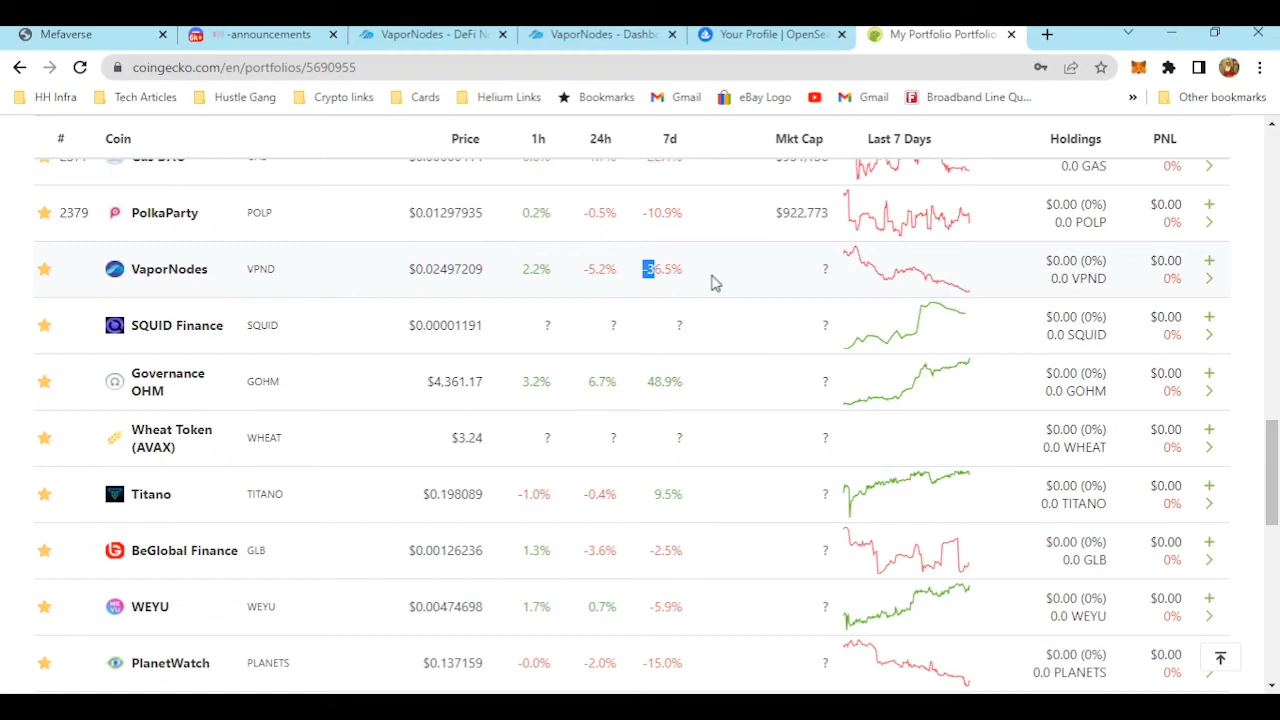 Mefaverse
-announcements
VaporNodes - DeFi N
VaporNodes - Dashbo
Your Profile | OpenSea
My Portfolio Portfolio
coingecko.com/en/portfolios/5690955
HH Infra
Tech Articles
Hustle Gang
Crypto links
Cards
Helium Links
Bookmarks
Gmail
eBay Logo
Gmail
Broadband Line Qu...
»
Other bookmarks
# Coin Price 1h 24h 7d Mkt Cap Last 7 Days Holdings PNL
0.0 GAS 0%
2379 PolkaParty POLP $0.01297935 0.2% -0.5% -10.9% $922,773 $0.00 (0%) $0.00
0.0 POLP 0%
VaporNodes VPND $0.02497209 2.2% -5.2% -36.5% ? $0.00 (0%) $0.00
0.0 VPND 0%
SQUID Finance SQUID $0.00001191 ? ? ? ? $0.00 (0%) $0.00
0.0 SQUID 0%
Governance
OHM GOHM $4,361.17 3.2% 6.7% 48.9% ? $0.00 (0%) $0.00
0.0 GOHM 0%
Wheat Token
(AVAX) WHEAT $3.24 ? ? ? ? $0.00 (0%) $0.00
0.0 WHEAT 0%
Titano TITANO $0.198089 -1.0% -0.4% 9.5% ? $0.00 (0%) $0.00
0.0 TITANO 0%
BeGlobal Finance GLB $0.00126236 1.3% -3.6% -2.5% ? $0.00 (0%) $0.00
0.0 GLB 0%
WEYU WEYU $0.00474698 1.7% 0.7% -5.9% ? $0.00 (0%) $0.00
0.0 WEYU 0%
PlanetWatch PLANETS $0.137159 -0.0% -2.0% -15.0% ? $0.00 (0%) $0.00
0.0 PLANETS 0%